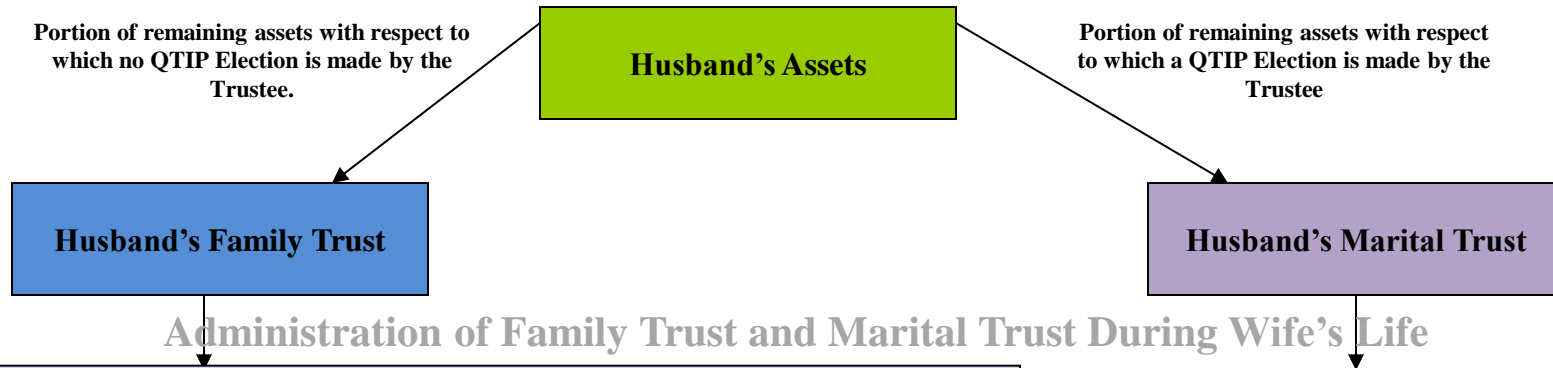 Portion of remaining assets with respect to
which no QTIP Election is made by the
Trustee.
Husband's Assets
Portion of remaining assets with respect
to which a QTIP Election is made by the
Trustee
Husband's Family Trust
Husband's Marital Trust
Administration of Family Trust and Marital Trust During Wife's Life